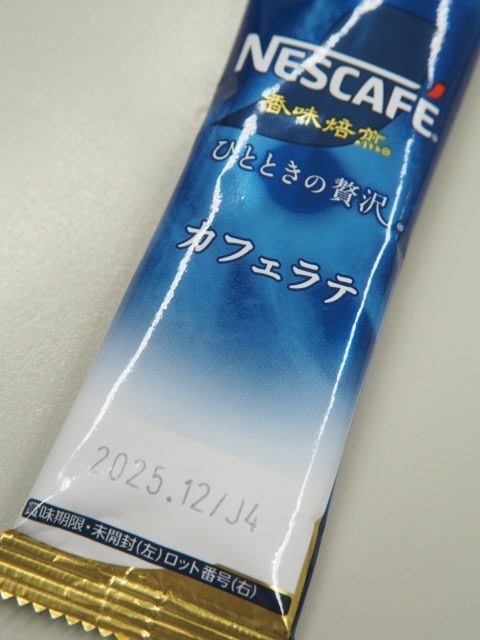 NESCAFÉ
香味焙煎®
ひとときの贅沢®
カフェラテ
2025.12/J4
賞味期限・未開封(左)ロット番号(右)